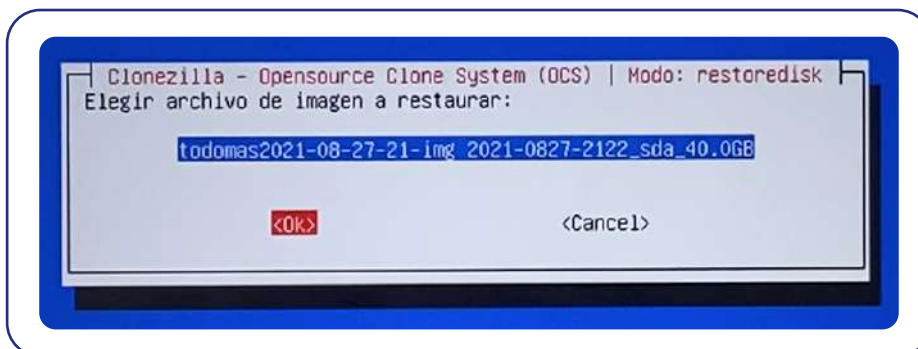 Clonezilla - Opensource Clone System (OCS) | Modo: restoredisk
Elegir archivo de imagen a restaurar:
todomas2021-08-27-21-img 2021-0827-2122_sda_40.0GB
<Ok> <Cancel>